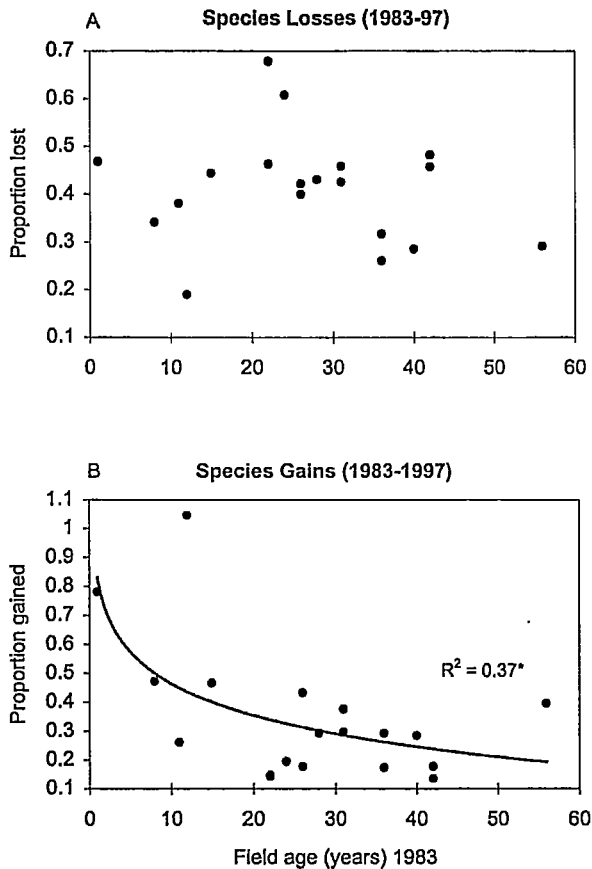 A
Species Losses (1983-97)
Proportion lost
0.7
0.6
0.5
0.4
0.3
0.2
0.1
0 10 20 30 40 50 60
B
Species Gains (1983-1997)
Proportion gained
1.1
1
0.9
0.8
0.7
0.6
0.5
0.4
0.3
0.2
0.1
R² = 0.37*
0 10 20 30 40 50 60
Field age (years) 1983